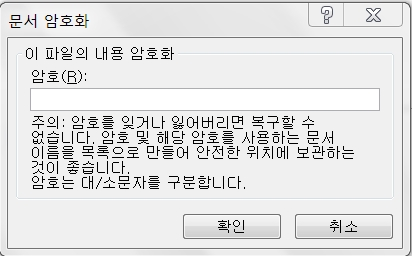 문서 암호화
이 파일의 내용 암호화
암호(R):
주의: 암호를 잊거나 잃어버리면 복구할 수
없습니다. 암호 및 해당 암호를 사용하는 문서
이름을 목록으로 만들어 안전한 위치에 보관하는
것이 좋습니다.
암호는 대/소문자를 구분합니다.
확인 취소